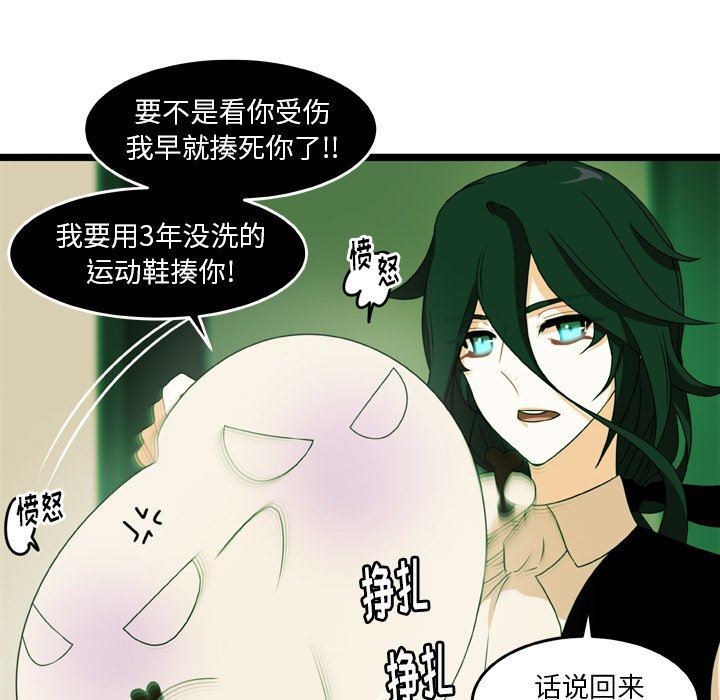 要不是看你受伤
我早就揍死你了!!
我要用3年没洗的
运动鞋揍你!
愤怒
愤怒
挣扎
挣扎
话说回来